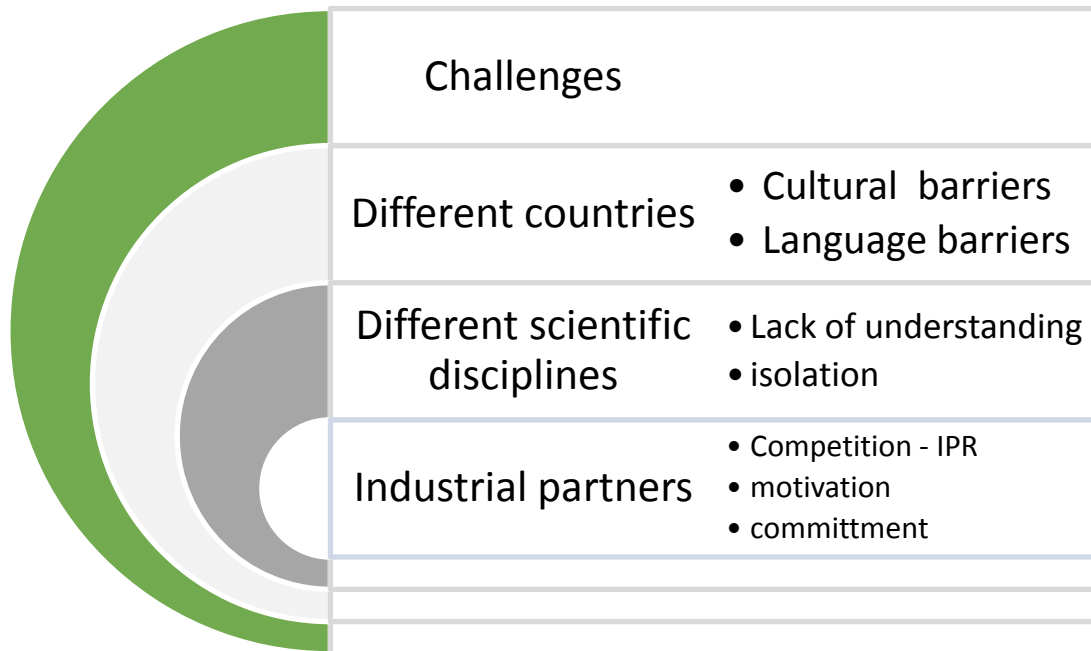 Challenges
Different countries
• Cultural  barriers
• Language barriers
Different scientific
disciplines
• Lack of understanding
• isolation
Industrial partners
• Competition - IPR
• motivation
• committment